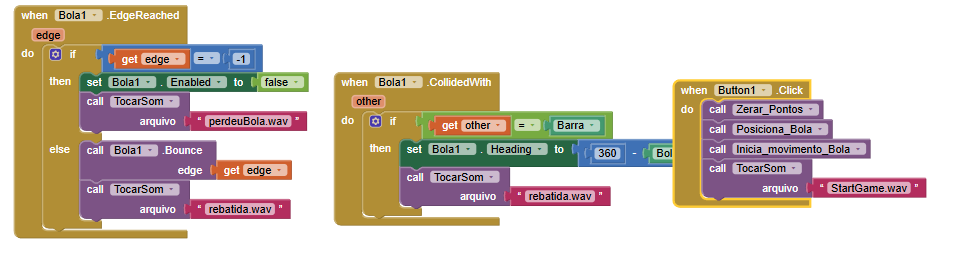 when Bola1 .EdgeReached
edge
do if get edge = -1
then set Bola1 . Enabled to false
call TocarSom
arquivo " perdeuBola.wav "
else call Bola1 .Bounce
edge get edge
call TocarSom
arquivo " rebatida.wav "
when Bola1 .CollidedWith
other
do if get other = Barra
then set Bola1 . Heading to 360 -
call TocarSom
arquivo " rebatida.wav "
when Button1 .Click
do call Zerar_Pontos
call Posiciona_Bola
call Inicia_movimento_Bola
call TocarSom
arquivo " StartGame.wav "